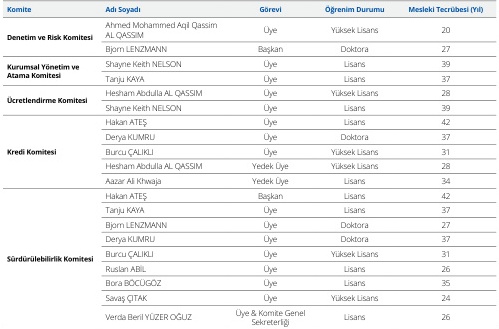 Komite Adı Soyadı Görevi Öğrenim Durumu Mesleki Tecrübesi (Yıl)
Denetim ve Risk Komitesi
Ahmed Mohammed Aqil Qassim
AL QASSIM Üye Yüksek Lisans 20
Bjorn LENZMANN Başkan Doktora 27
Kurumsal Yönetim ve
Atama Komitesi
Shayne Keith NELSON Üye Lisans 39
Tanju KAYA Üye Lisans 37
Ücretlendirme Komitesi
Hesham Abdulla AL QASSIM Üye Yüksek Lisans 28
Shayne Keith NELSON Üye Lisans 39
Kredi Komitesi
Hakan ATEŞ Üye Lisans 42
Derya KUMRU Üye Doktora 37
Burcu ÇALIKLI Üye Yüksek Lisans 31
Hesham Abdulla AL QASSIM Yedek Üye Yüksek Lisans 28
Aazar Ali Khwaja Yedek Üye Lisans 34
Sürdürülebilirlik Komitesi
Hakan ATEŞ Başkan Lisans 42
Tanju KAYA Üye Lisans 37
Bjorn LENZMANN Üye Doktora 27
Derya KUMRU Üye Doktora 37
Burcu ÇALIKLI Üye Yüksek Lisans 31
Ruslan ABİL Üye Lisans 26
Bora BÖCÜGÖZ Üye Lisans 35
Savaş ÇITAK Üye Yüksek Lisans 24
Verda Beril YÜZER OĞUZ Üye & Komite Genel
Sekreterliği Lisans 26